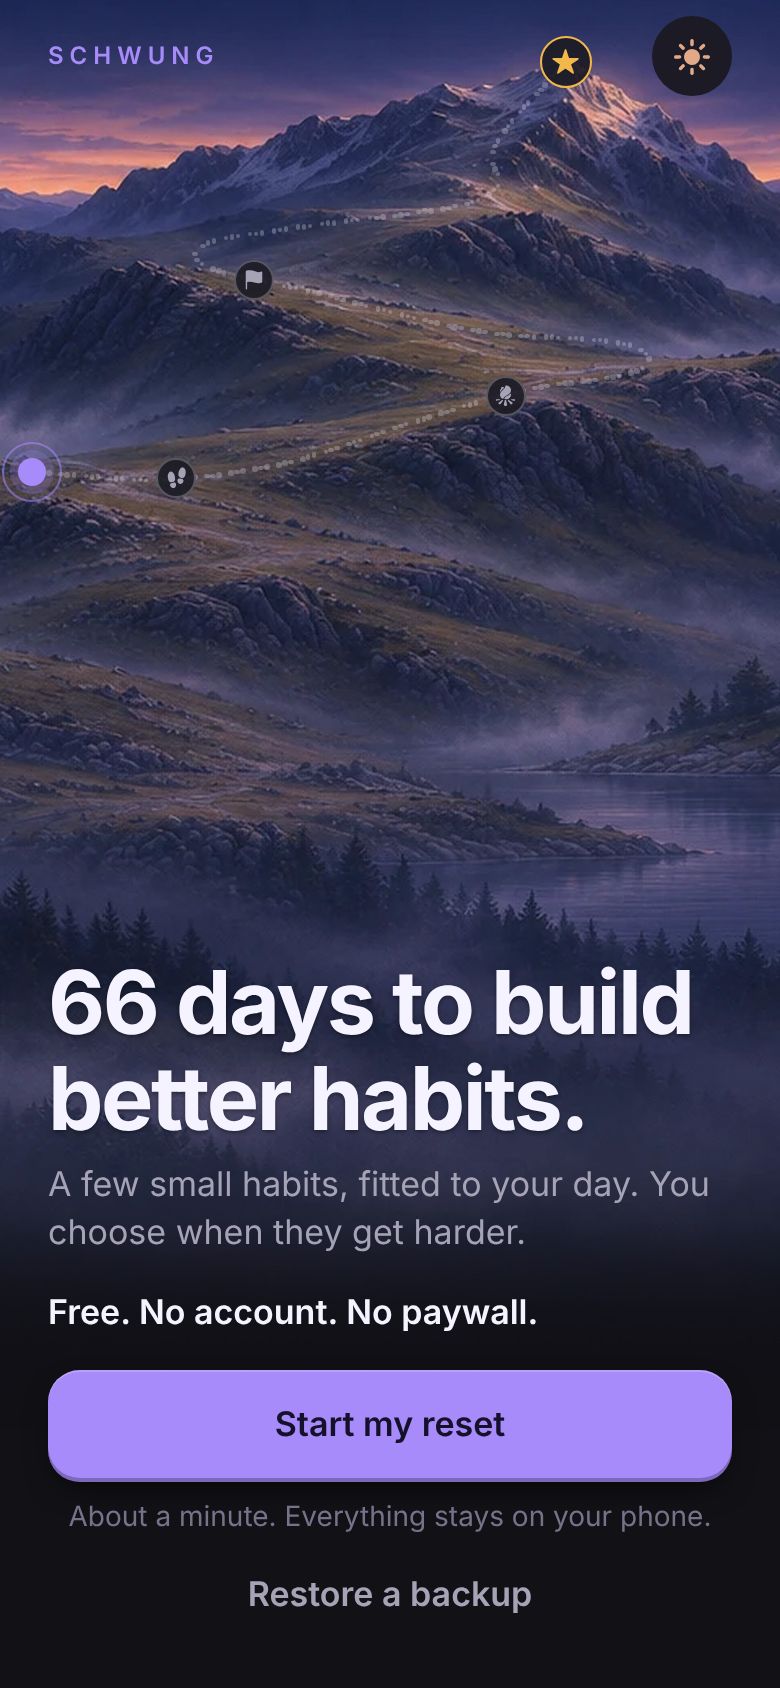 SCHWUNG
66 days to build
better habits.
A few small habits, fitted to your day. You
choose when they get harder.
Free. No account. No paywall.
Start my reset
About a minute. Everything stays on your phone.
Restore a backup